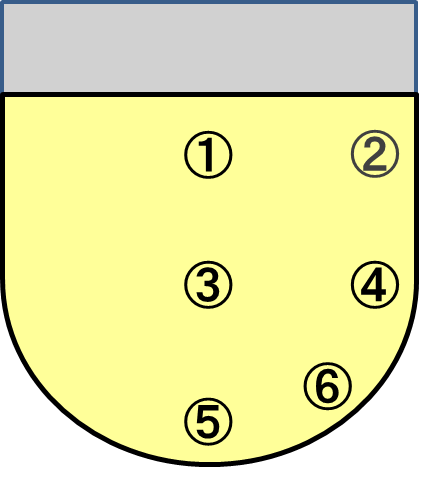 ① ②
③ ④
⑥
⑤